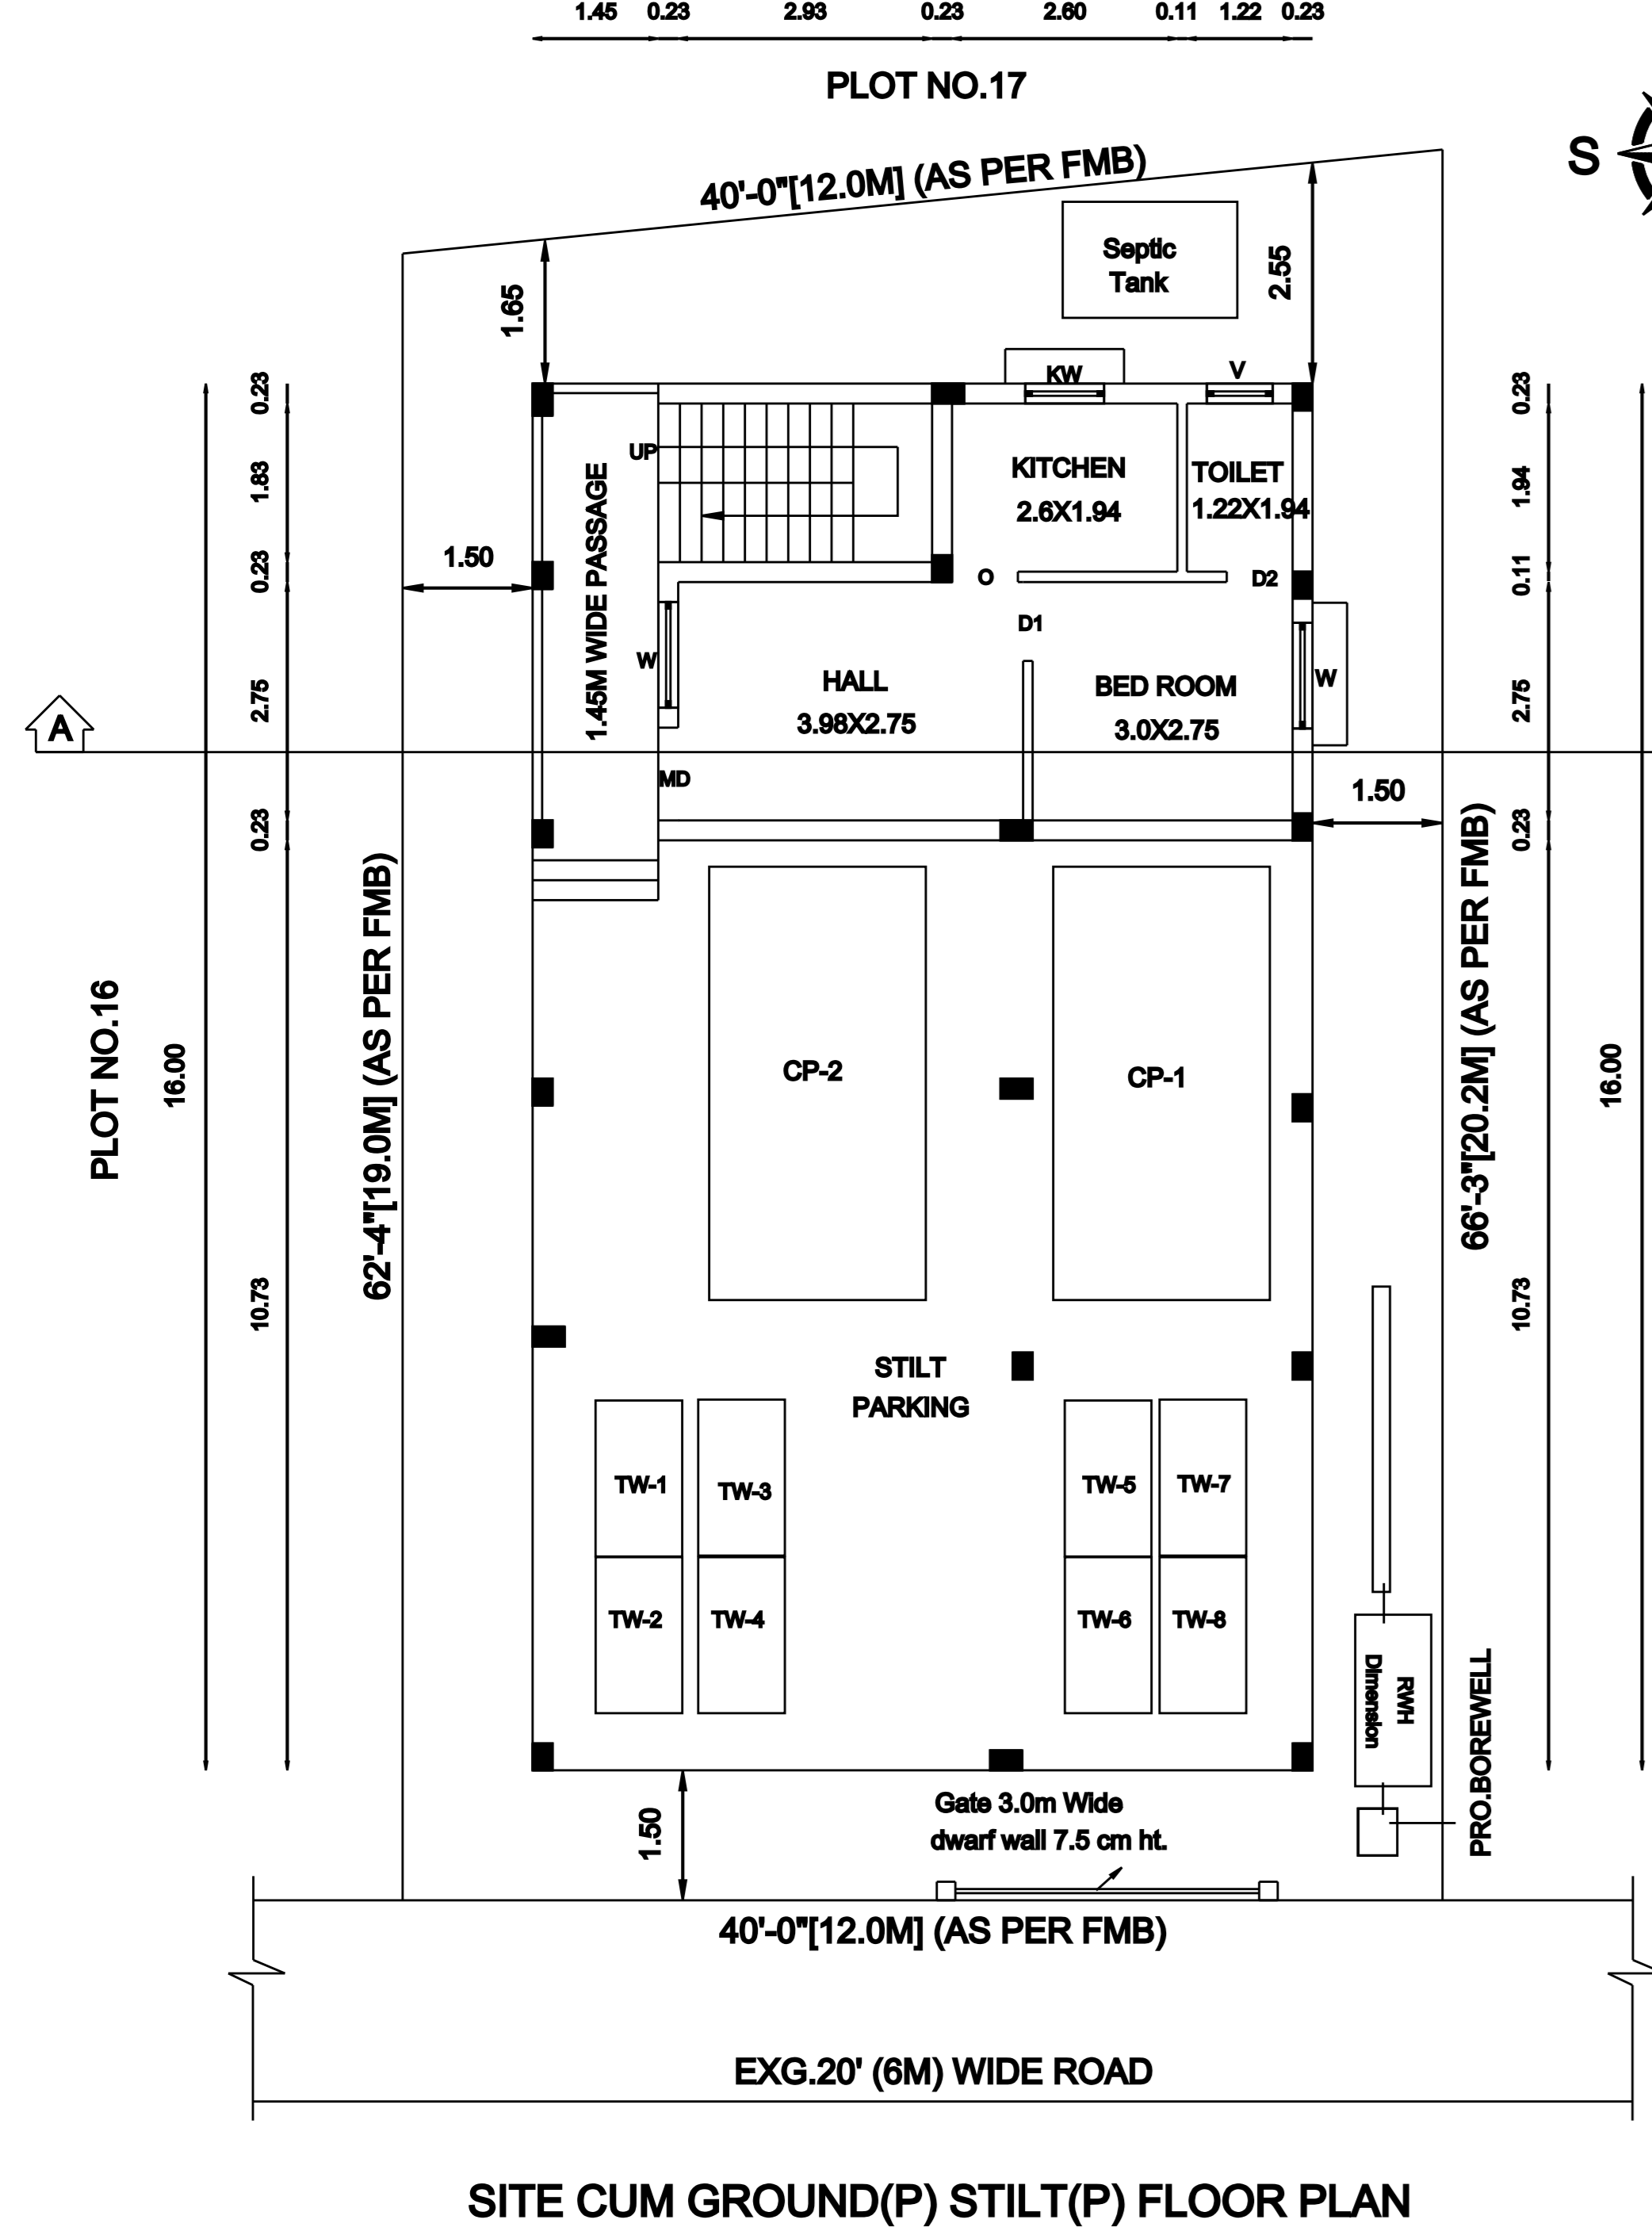 1.45 0.23 2.93 0.23 2.60 0.11 1.22 0.23
PLOT NO.17
S
40'-0"[12.0M] (AS PER FMB)
Septic
Tank
1.65
2.55
0.23
1.83
0.23
2.75
0.23
10.73
16.00
PLOT NO.16
62'-4"[19.0M] (AS PER FMB)
1.50
KW
V
UP
1.45M WIDE PASSAGE
KITCHEN
2.6X1.94
TOILET
1.22X1.94
O
D2
D1
W
HALL
3.98X2.75
BED ROOM
3.0X2.75
W
A
MD
1.50
0.23
1.94
0.11
2.75
0.23
10.73
16.00
66'-3"[20.2M] (AS PER FMB)
CP-2
CP-1
STILT
PARKING
TW-1
TW-3
TW-5
TW-7
TW-2
TW-4
TW-6
TW-8
RWH
Dimension
PRO.BOREWELL
1.50
Gate 3.0m Wide
dwarf wall 7.5 cm ht.
40'-0"[12.0M] (AS PER FMB)
EXG.20' (6M) WIDE ROAD
SITE CUM GROUND(P) STILT(P) FLOOR PLAN